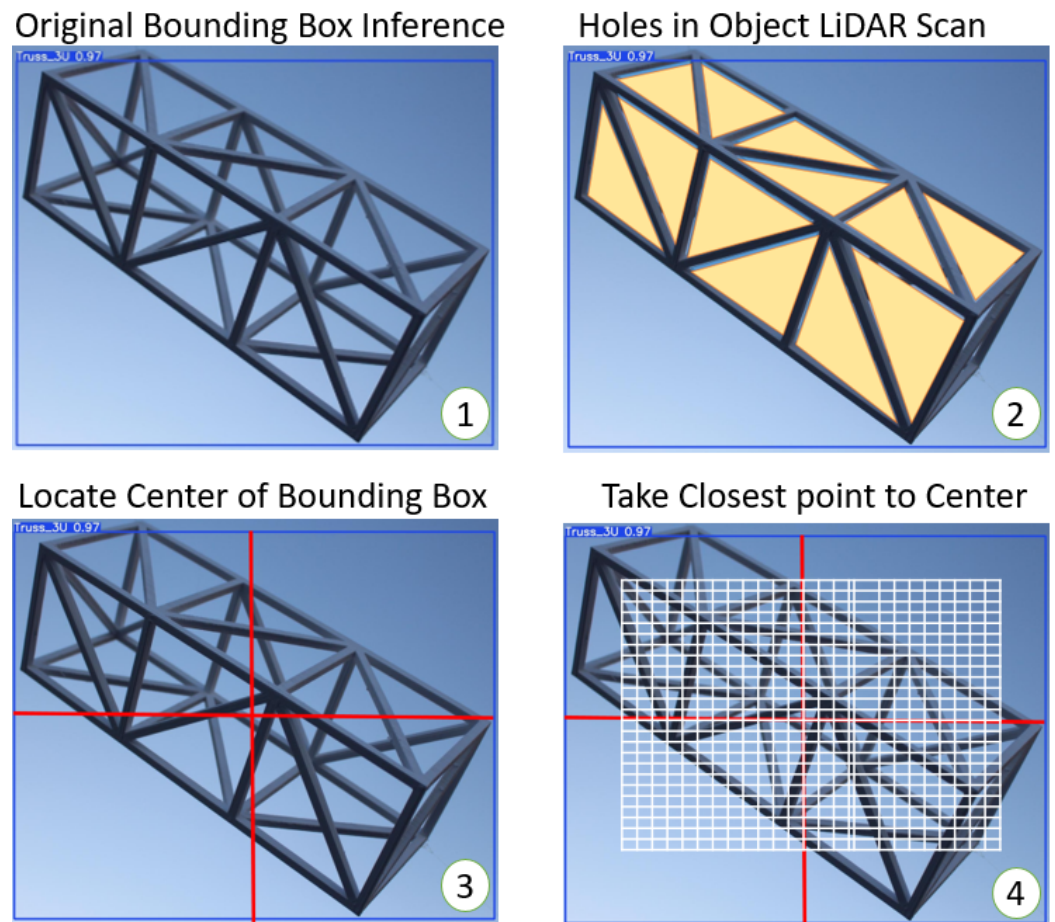 Original Bounding Box Inference
Holes in Object LiDAR Scan
Truss_3U 0.97
Truss_3U 0.97
1
2
Locate Center of Bounding Box
Take Closest point to Center
Truss_3U 0.97
Truss_3U 0.97
3
4